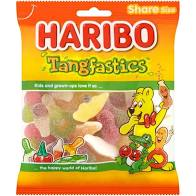 Share Size
HARIBO
Tangfastics
Kids and grown-ups love it so ...
the happy world of Haribo!